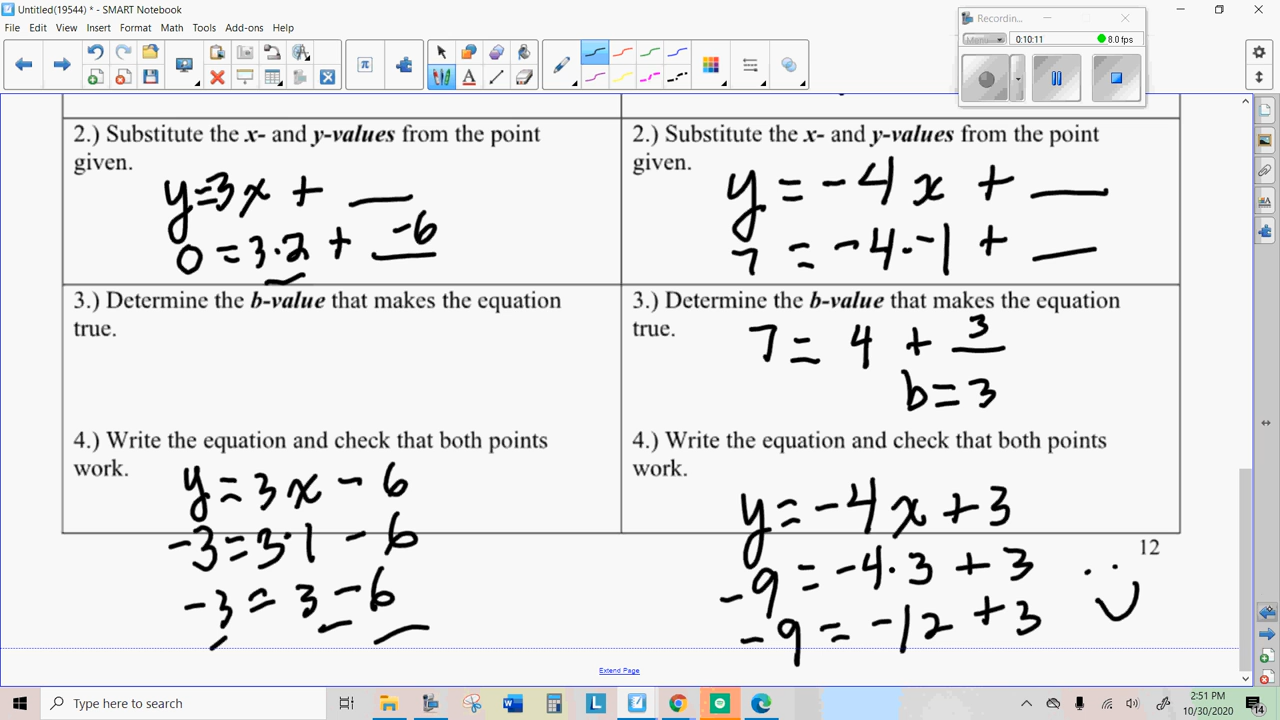 Untitled(19544) * - SMART Notebook
File Edit View Insert Format Math Tools Add-ons Help
Recordin...
Menu
0:10:11
8.0 fps
2.) Substitute the x- and y-values from the point
given.
y=3x + __
0 = 3·2 + -6
3.) Determine the b-value that makes the equation
true.
4.) Write the equation and check that both points
work.
y = 3x - 6
-3 = 3·1 - 6
-3 = 3 - 6
2.) Substitute the x- and y-values from the point
given.
y = -4x + __
7 = -4·-1 + __
3.) Determine the b-value that makes the equation
true.
7 = 4 + 3
b = 3
4.) Write the equation and check that both points
work.
y = -4x + 3
12
-9 = -4·3 + 3
-9 = -12 + 3
Extend Page
Type here to search
2:51 PM
10/30/2020
14